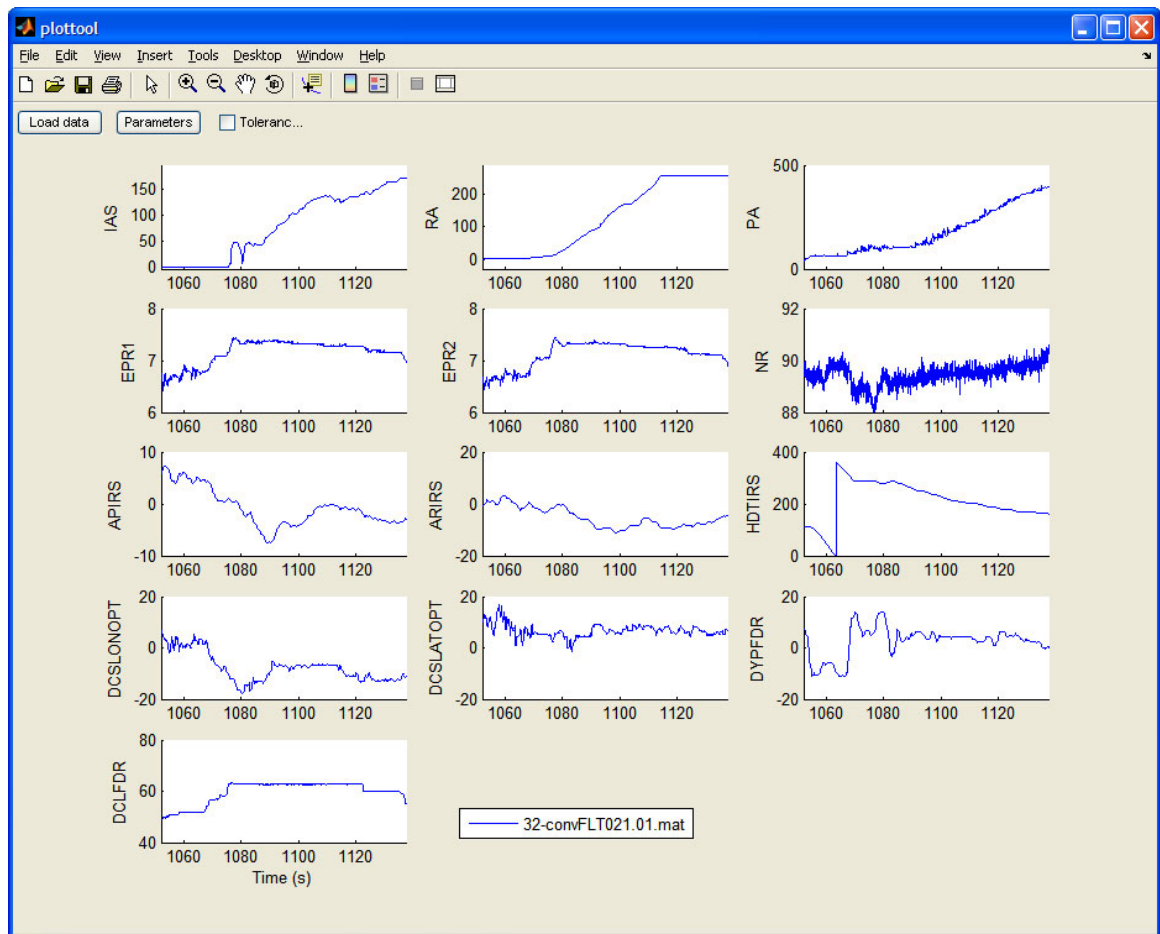 plottool
File Edit View Insert Tools Desktop Window Help
Load data Parameters Toleranc...
IAS 150 100 50 0 1060 1080 1100 1120
RA 200 100 0 1060 1080 1100 1120
PA 500 0 1060 1080 1100 1120
EPR1 8 7 6 1060 1080 1100 1120
EPR2 8 7 6 1060 1080 1100 1120
NR 92 90 88 1060 1080 1100 1120
APIRS 10 0 -10 1060 1080 1100 1120
ARIRS 20 0 -20 1060 1080 1100 1120
HDTIRS 400 200 0 1060 1080 1100 1120
DCSLONOPT 20 0 -20 1060 1080 1100 1120
DCSLATOPT 20 0 -20 1060 1080 1100 1120
DYPFDR 20 0 -20 1060 1080 1100 1120
DCLFDR 80 60 40 1060 1080 1100 1120
Time (s)
32-convFLT021.01.mat